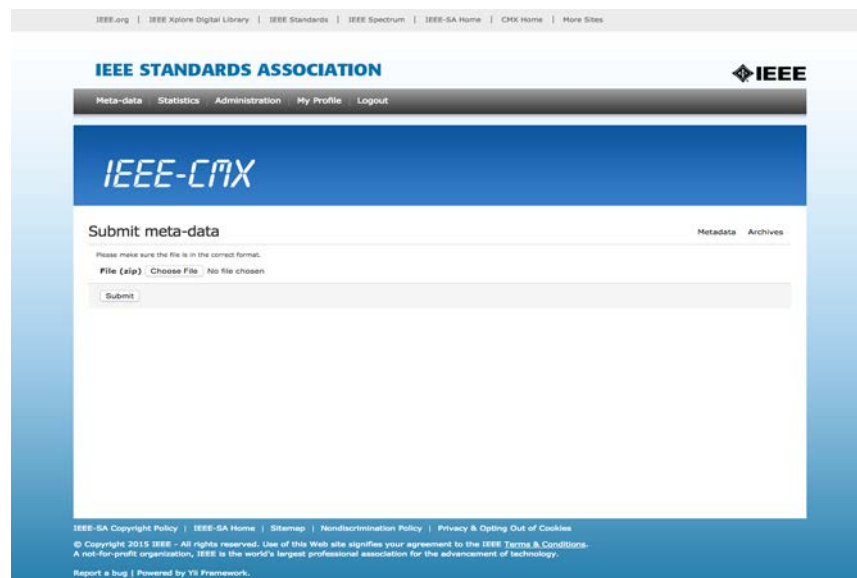 IEEE.org | IEEE Xplore Digital Library | IEEE Standards | IEEE Spectrum | IEEE-SA Home | CMX Home | More Sites
IEEE STANDARDS ASSOCIATION
IEEE
Meta-data Statistics Administration My Profile Logout
IEEE-CMX
Submit meta-data
Metadata Archives
Please make sure the file is in the correct format.
File (zip) Choose File No file chosen
Submit
IEEE-SA Copyright Policy | IEEE-SA Home | Sitemap | Nondiscrimination Policy | Privacy & Opting Out of Cookies
© Copyright 2015 IEEE - All rights reserved. Use of this Web site signifies your agreement to the IEEE Terms & Conditions.
A not-for-profit organization, IEEE is the world's largest professional association for the advancement of technology.
Report a bug | Powered by Yii Framework.